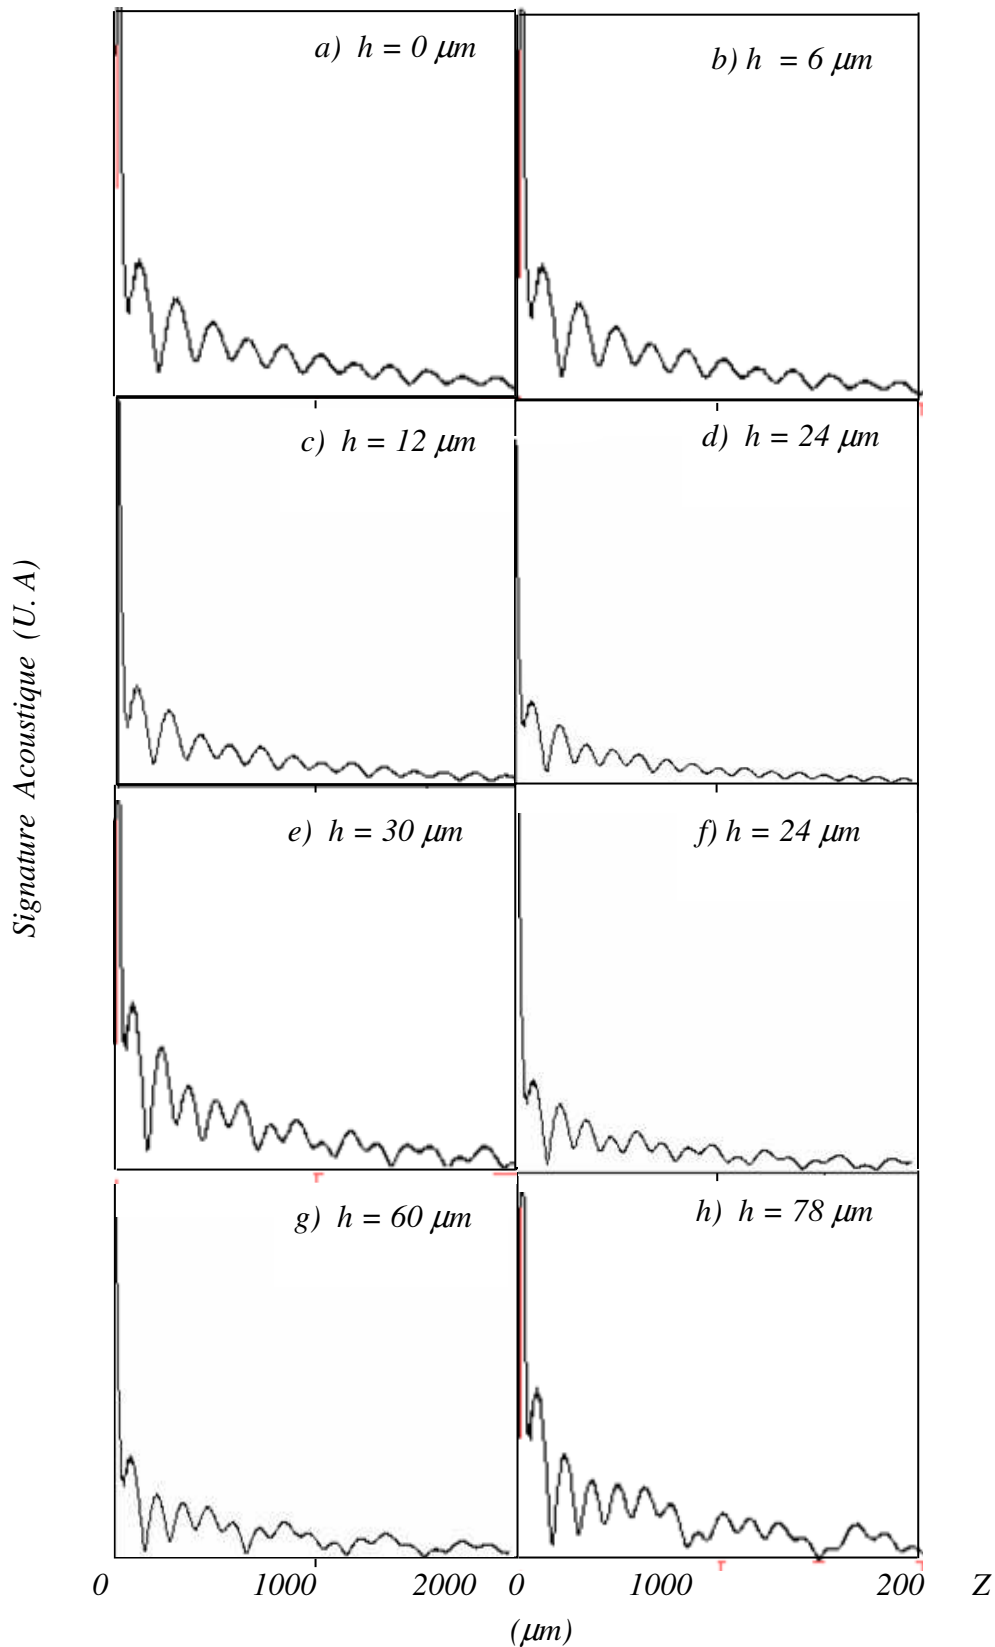 a) h = 0 μm
b) h = 6 μm
c) h = 12 μm
d) h = 24 μm
Signature Acoustique (U. A)
e) h = 30 μm
f) h = 24 μm
g) h = 60 μm
h) h = 78 μm
0 1000 2000 0 1000 200 Z
(μm)